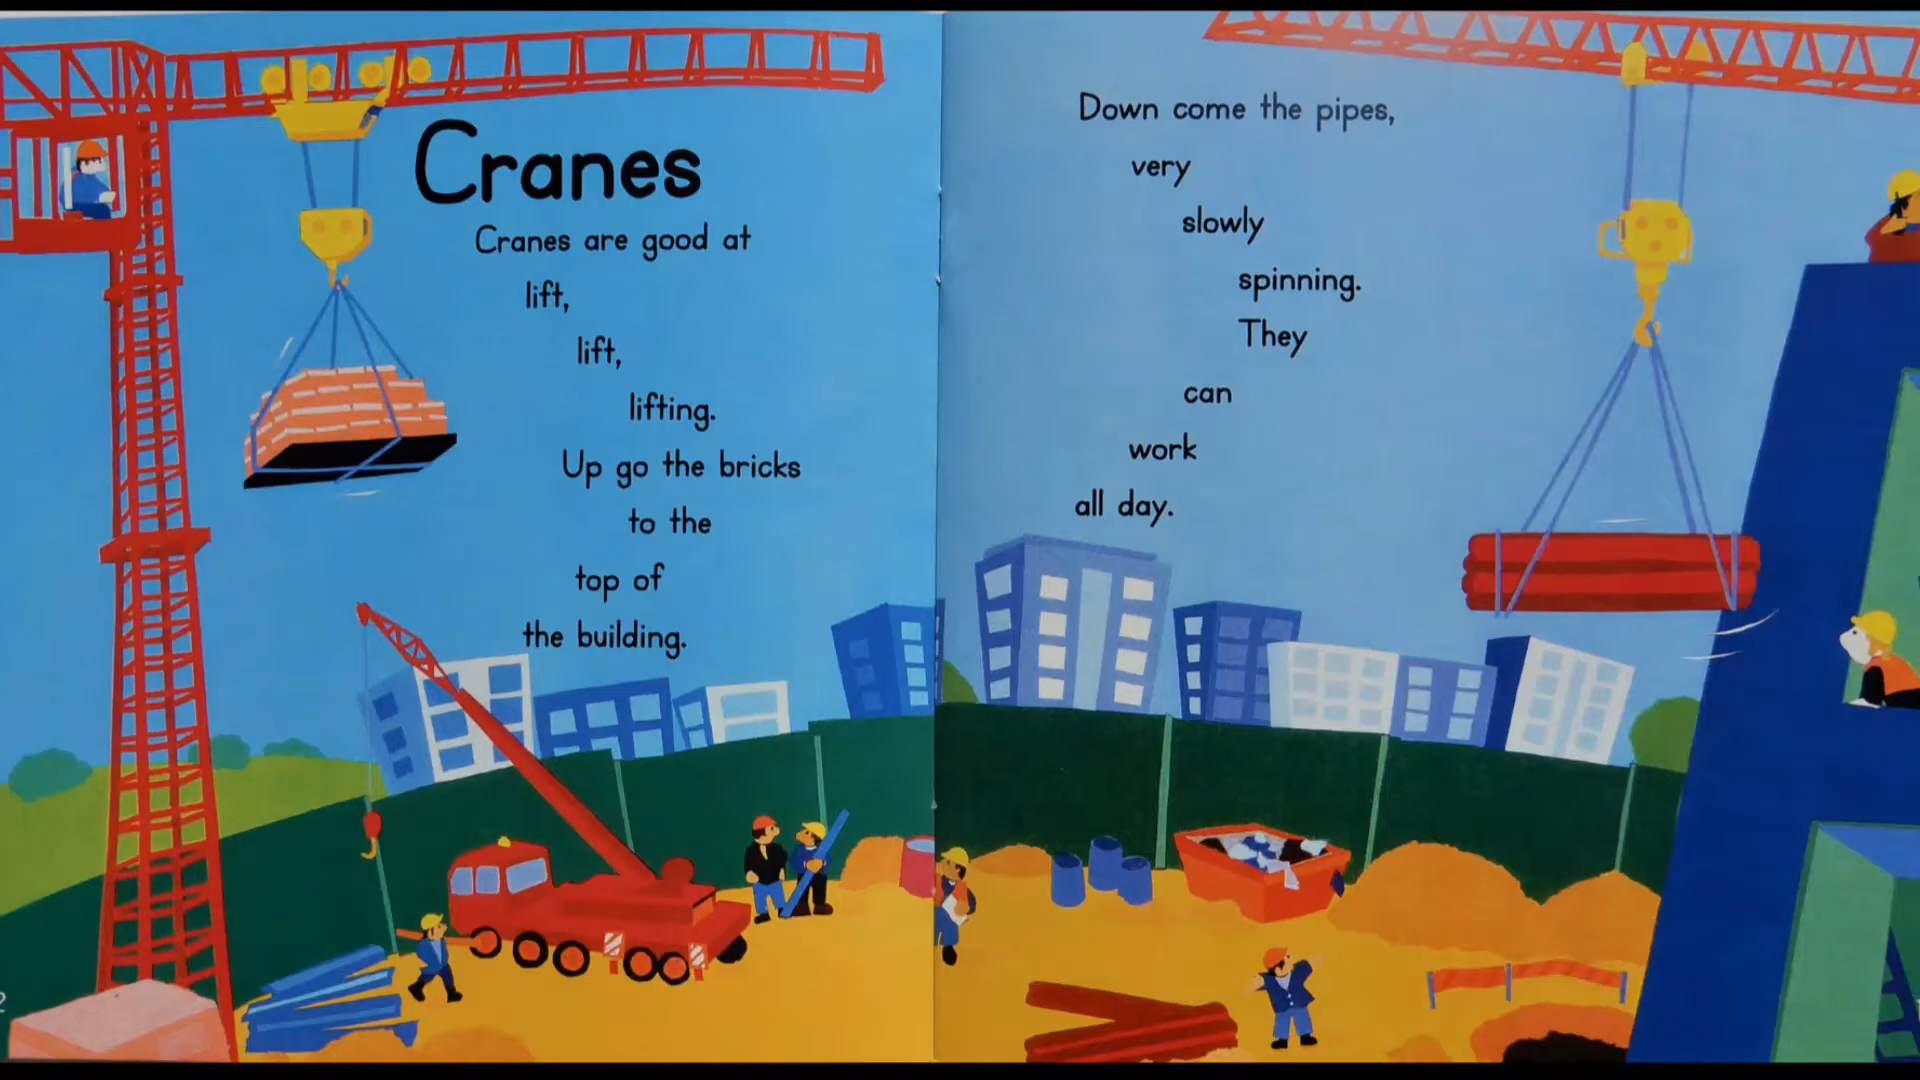 Cranes
Cranes are good at
lift,
lift,
lifting.
Up go the bricks
to the
top of
the building.
Down come the pipes,
very
slowly
spinning.
They
can
work
all day.